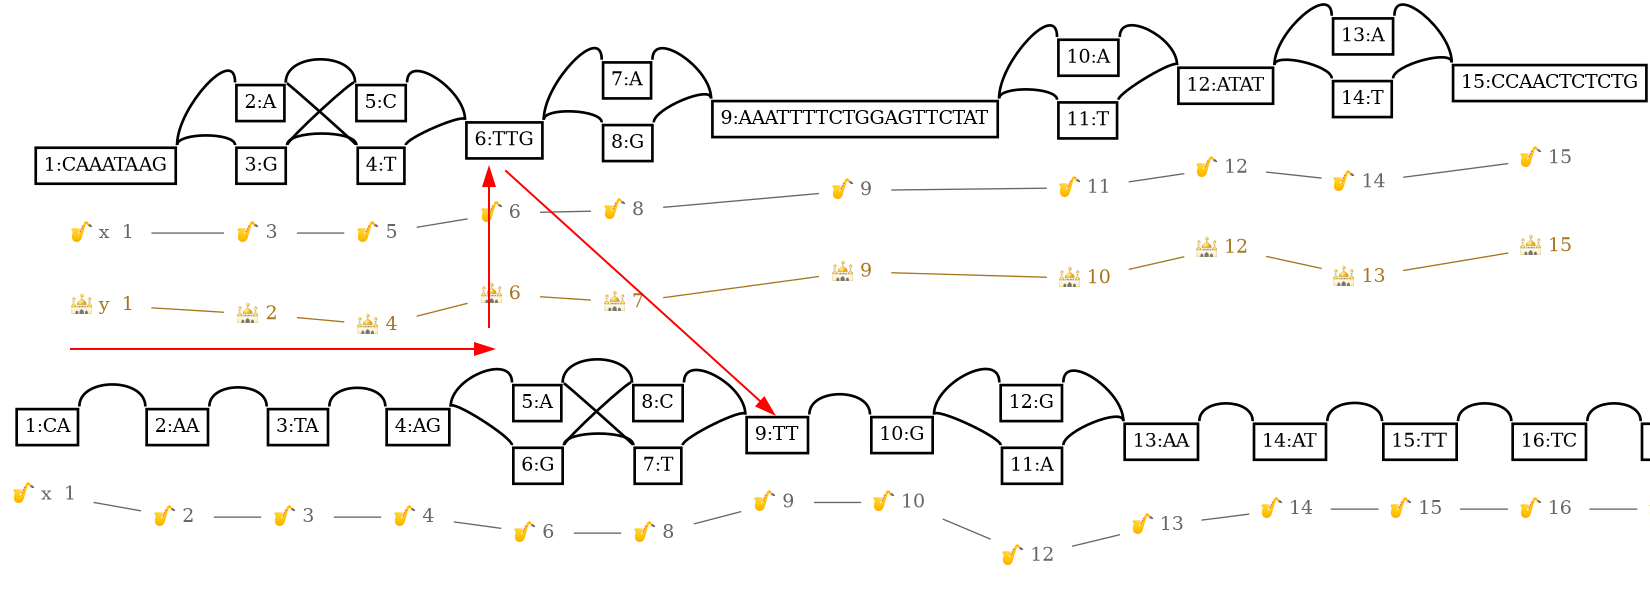 13:A
10:A
7:A
2:A 5:C
12:ATAT 14:T 15:CCAACTCTCTG
9:AAATTTTCTGGAGTTCTAT 11:T
6:TTG 8:G
1:CAAATAAG 3:G 4:T
x 1 3 5 6 8 9 11 12 14 15
y 1 2 4 6 7 9 10 12 13 15
5:A 8:C 12:G
1:CA 2:AA 3:TA 4:AG 9:TT 10:G 13:AA 14:AT 15:TT 16:TC
6:G 7:T 11:A
x 1 2 3 4 6 8 9 10 12 13 14 15 16